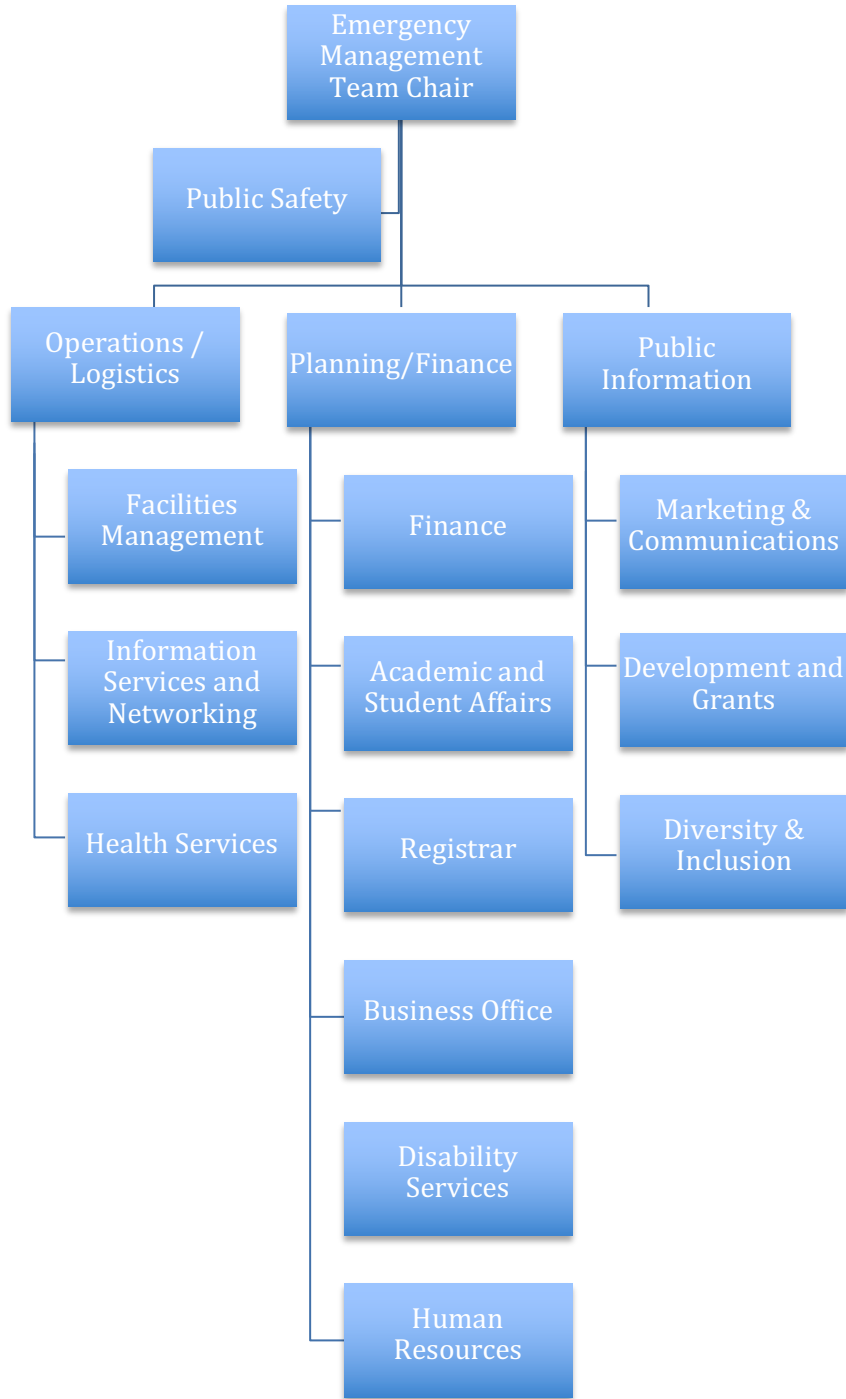 Emergency
Management
Team Chair
Public Safety
Operations /
Logistics
Planning/Finance
Public
Information
Facilities
Management
Information
Services and
Networking
Health Services
Finance
Academic and
Student Affairs
Registrar
Business Office
Disability
Services
Human
Resources
Marketing &
Communications
Development and
Grants
Diversity &
Inclusion